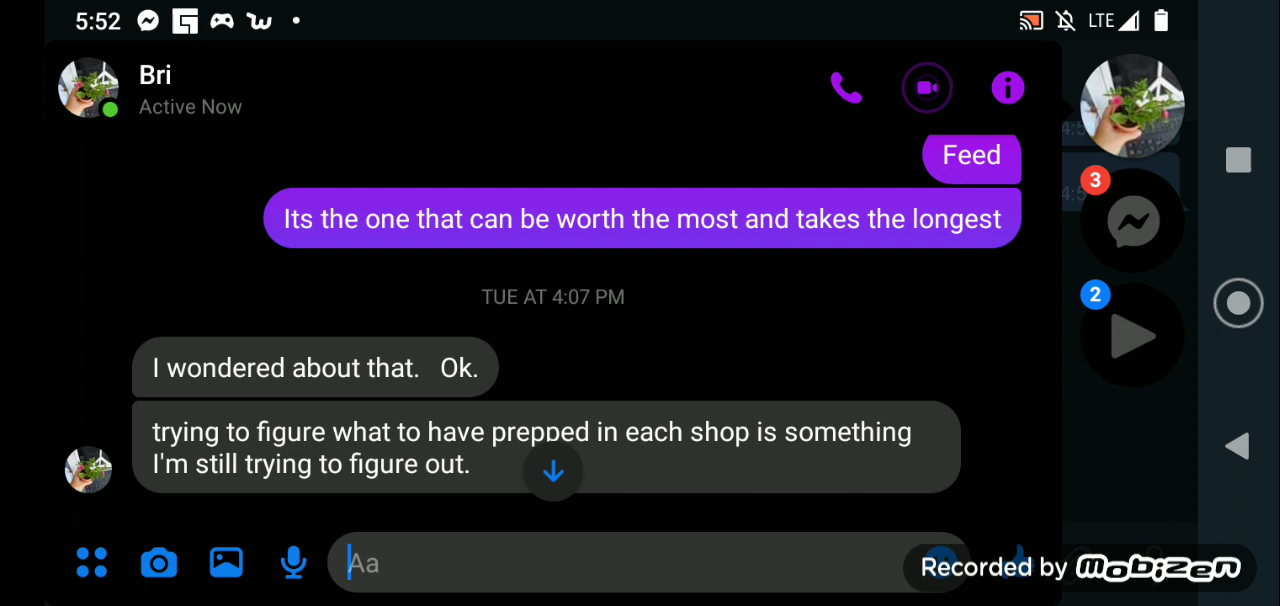 5:52
LTE
Bri
Active Now
Feed
Its the one that can be worth the most and takes the longest
TUE AT 4:07 PM
I wondered about that. Ok.
trying to figure what to have prepped in each shop is something
I'm still trying to figure out.
Aa
3
2
Recorded by Mobizen